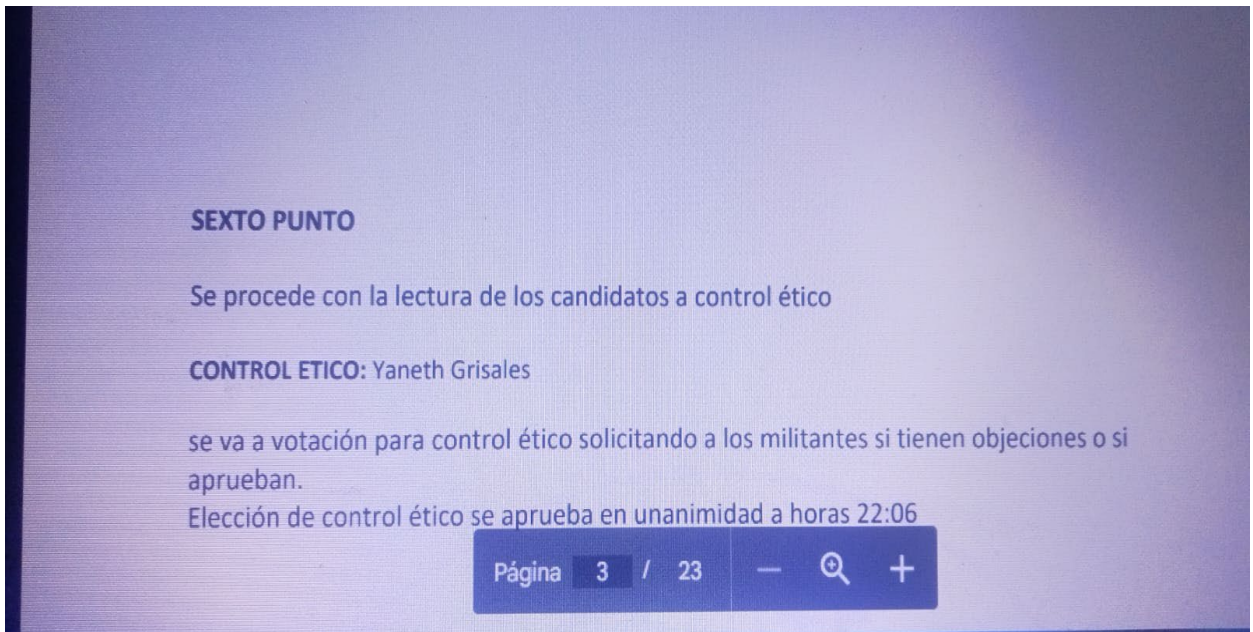 SEXTO PUNTO
Se procede con la lectura de los candidatos a control ético
CONTROL ETICO: Yaneth Grisales
se va a votación para control ético solicitando a los militantes si tienen objeciones o si
aprueban.
Elección de control ético se aprueba en unanimidad a horas 22:06
Página 3 / 23 — +